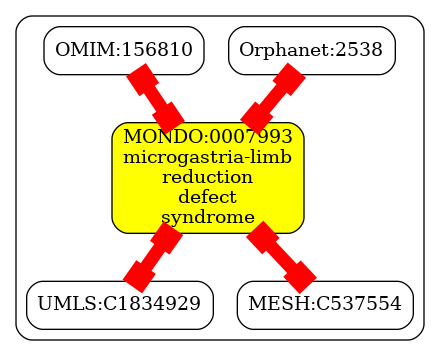 OMIM:156810
Orphanet:2538
MONDO:0007993
microgastria-limb
reduction
defect
syndrome
UMLS:C1834929
MESH:C537554